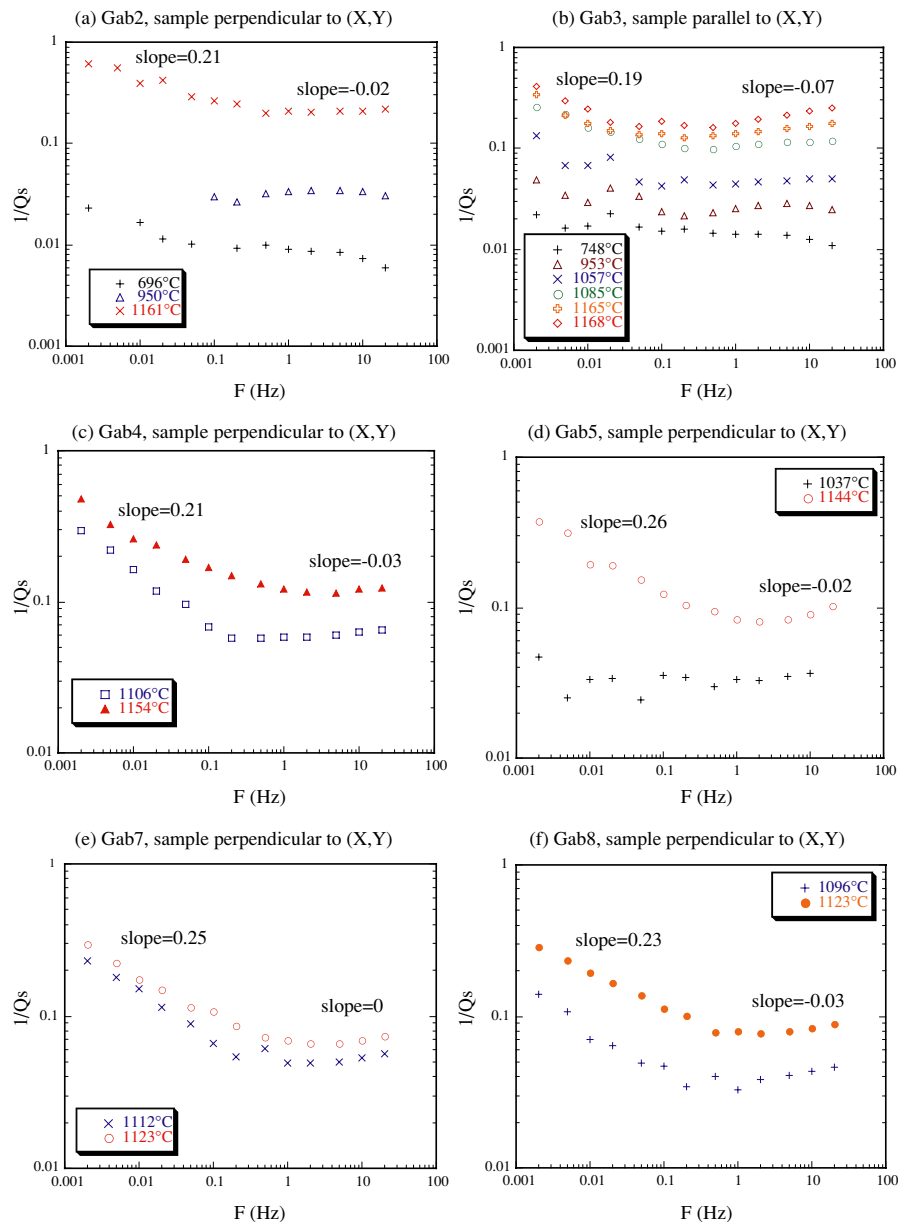 (a) Gab2, sample perpendicular to (X,Y)
1
slope=0.21
slope=-0.02
0.1
1/Qs
0.01
696°C
950°C
1161°C
0.001
0.001 0.01 0.1 1 10 100
F (Hz)
(b) Gab3, sample parallel to (X,Y)
1
slope=0.19
slope=-0.07
0.1
1/Qs
0.01
748°C
953°C
1057°C
1085°C
1165°C
1168°C
0.001
0.001 0.01 0.1 1 10 100
F (Hz)
(c) Gab4, sample perpendicular to (X,Y)
1
slope=0.21
slope=-0.03
1/Qs
0.1
1106°C
1154°C
0.01
0.001 0.01 0.1 1 10 100
F (Hz)
(d) Gab5, sample perpendicular to (X,Y)
1
1037°C
1144°C
slope=0.26
slope=-0.02
1/Qs
0.1
0.01
0.001 0.01 0.1 1 10 100
F (Hz)
(e) Gab7, sample perpendicular to (X,Y)
1
slope=0.25
slope=0
1/Qs
0.1
1112°C
1123°C
0.01
0.001 0.01 0.1 1 10 100
F (Hz)
(f) Gab8, sample perpendicular to (X,Y)
1
1096°C
1123°C
slope=0.23
slope=-0.03
1/Qs
0.1
0.01
0.001 0.01 0.1 1 10 100
F (Hz)